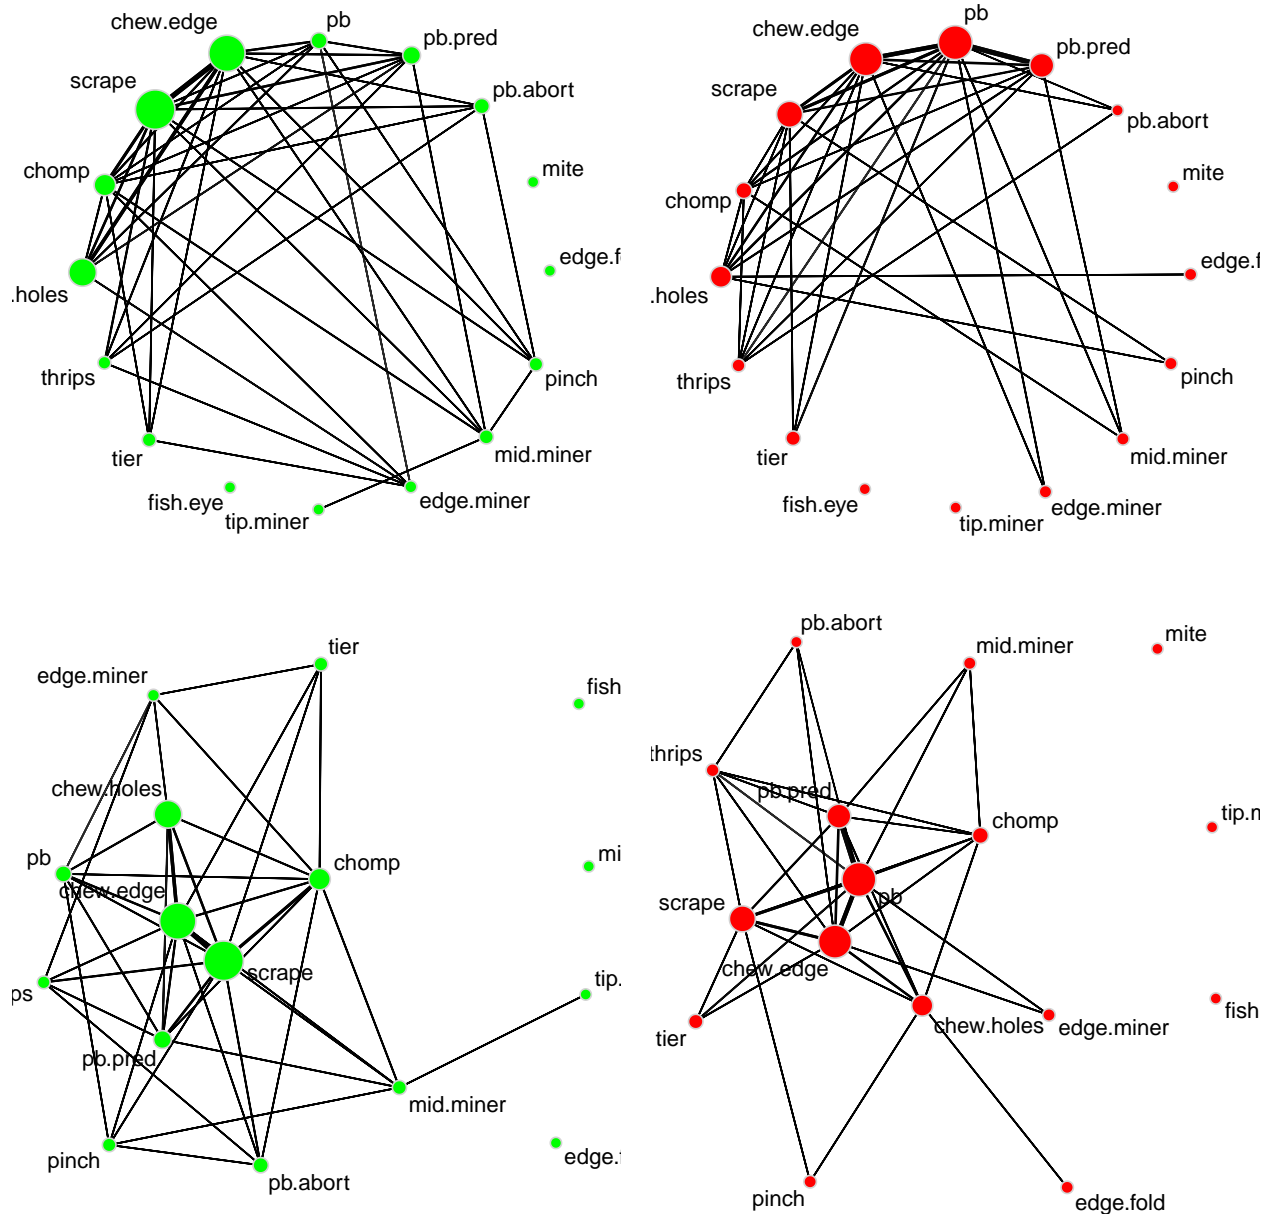 chew.edge
pb
pb.pred
scrape
pb.abort
chomp
mite
edge.f
.holes
thrips
pinch
tier
mid.miner
fish.eye
edge.miner
tip.miner
pb
chew.edge
pb.pred
scrape
pb.abort
mite
chomp
edge.f
.holes
thrips
pinch
tier
mid.miner
fish.eye
edge.miner
tip.miner
tier
edge.miner
fish
chew.holes
pb
chomp
mi
chew.edge
scrape
ps
tip.
pb.pred
mid.miner
pinch
pb.abort
edge.
pb.abort
mid.miner
mite
thrips
pb.pred
chomp
tip.n
scrape
pb
chew.edge
tier
chew.holes
edge.miner
fish
pinch
edge.fold